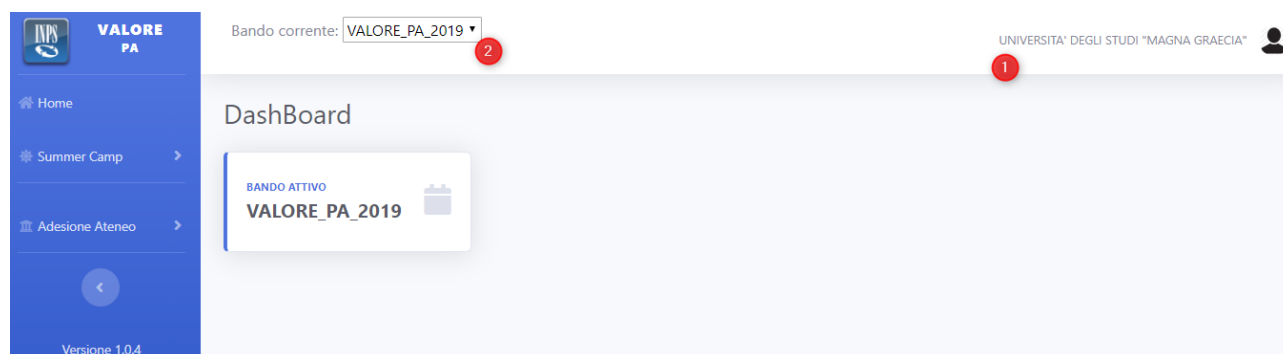 INPS
VALORE
PA
Bando corrente: VALORE_PA_2019
2
UNIVERSITA' DEGLI STUDI "MAGNA GRAECIA"
1
Home
Summer Camp
Adesione Ateneo
Versione 1.0.4
DashBoard
BANDO ATTIVO
VALORE_PA_2019